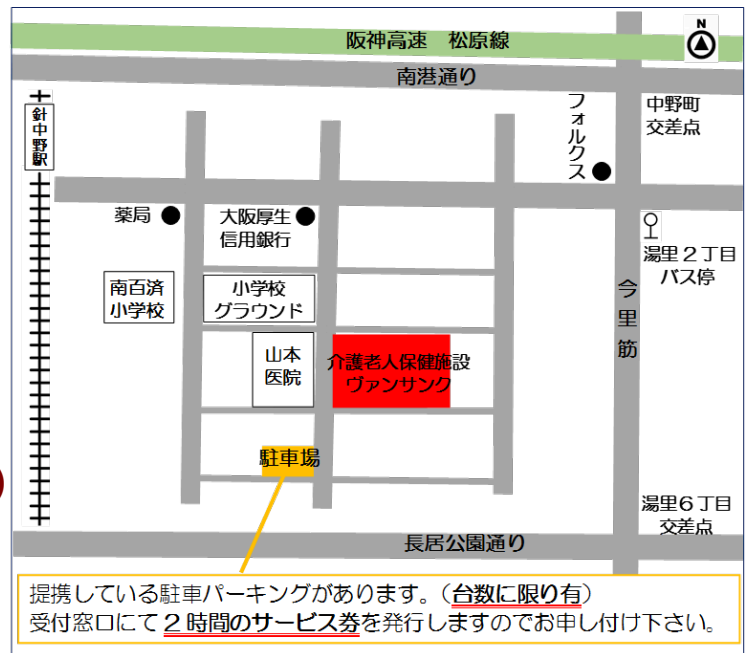 阪神高速　松原線
N
南港通り
針中野駅
フォルクス
中野町
交差点
薬局
大阪厚生
信用銀行
湯里２丁目
バス停
南百済
小学校
小学校
グラウンド
今里筋
山本
医院
介護老人保健施設
ヴァンサンク
駐車場
湯里６丁目
交差点
長居公園通り
提携している駐車パーキングがあります。（台数に限り有）
受付窓口にて２時間のサービス券を発行しますのでお申し付け下さい。